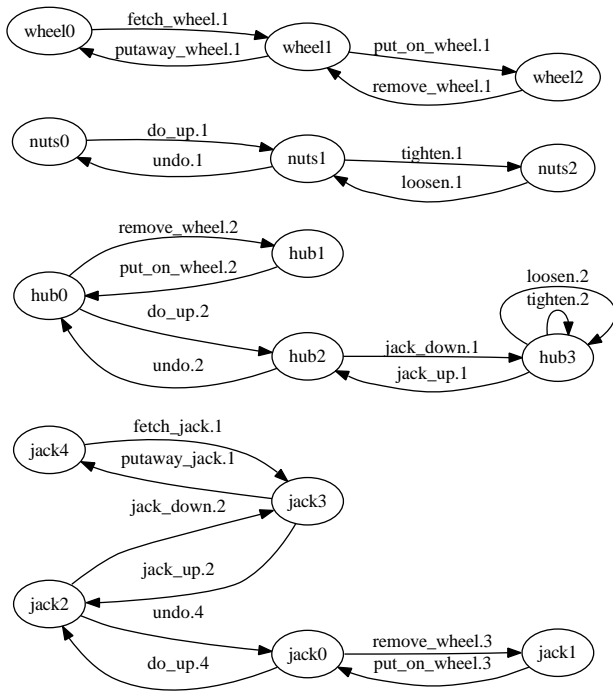 fetch_wheel.1
wheel0
putaway_wheel.1
wheel1
put_on_wheel.1
remove_wheel.1
wheel2
nuts0
do_up.1
undo.1
nuts1
tighten.1
loosen.1
nuts2
remove_wheel.2
hub1
put_on_wheel.2
hub0
do_up.2
undo.2
hub2
jack_down.1
jack_up.1
loosen.2
tighten.2
hub3
fetch_jack.1
jack4
putaway_jack.1
jack3
jack_down.2
jack_up.2
jack2
undo.4
do_up.4
jack0
remove_wheel.3
put_on_wheel.3
jack1